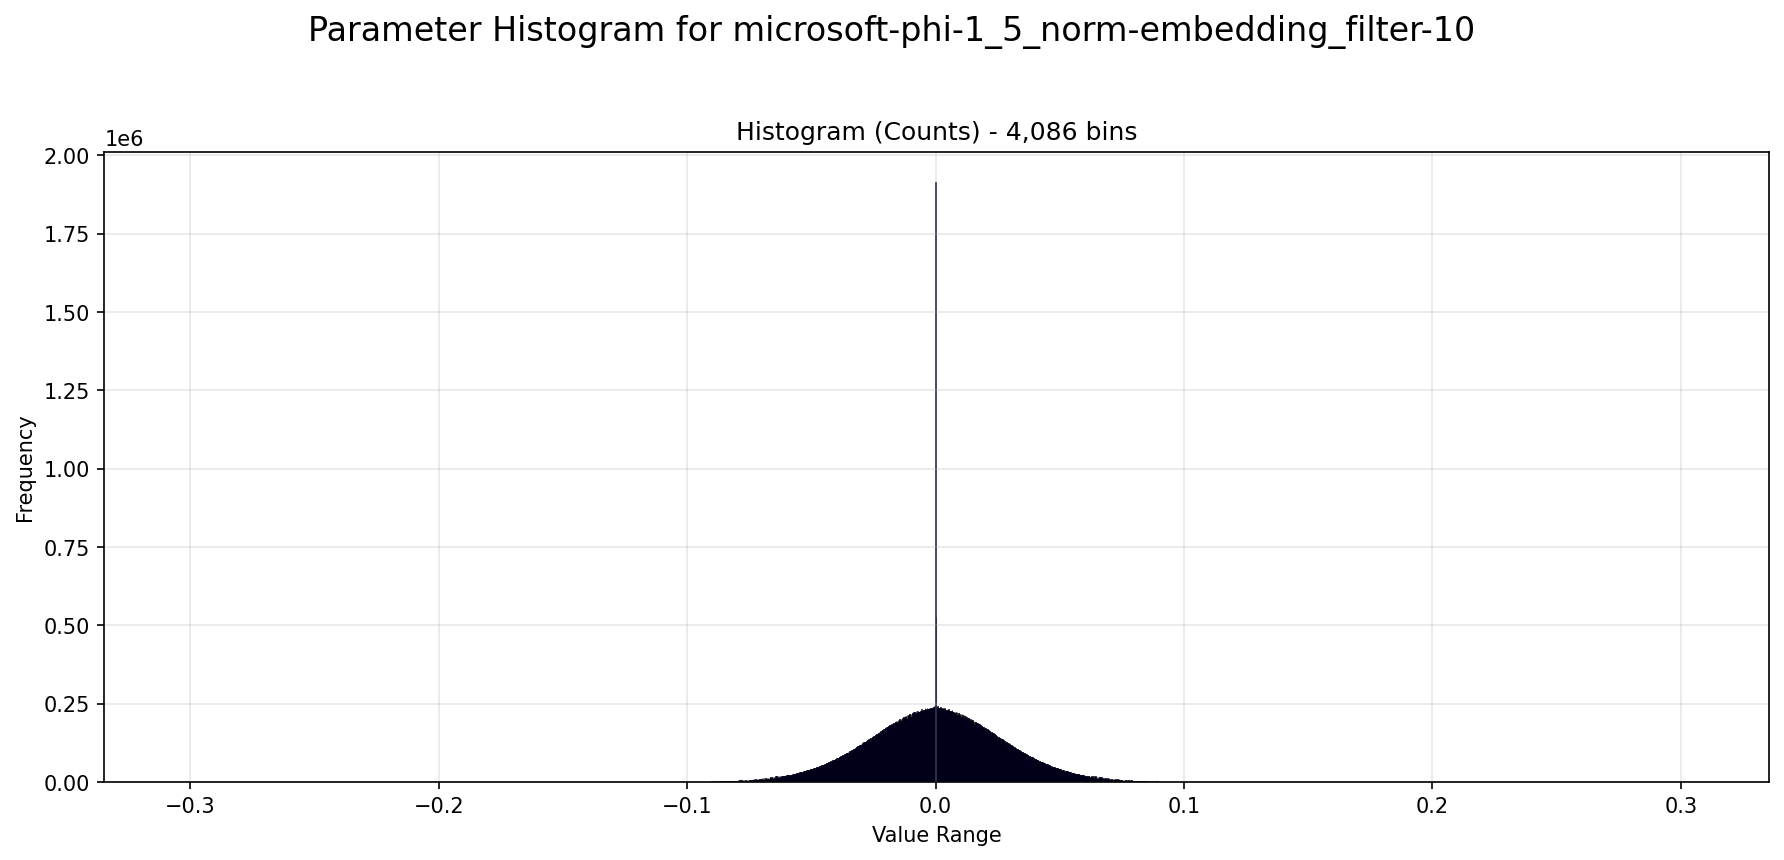 Parameter Histogram for microsoft-phi-1_5_norm-embedding_filter-10
Histogram (Counts) - 4,086 bins
1e6
2.00
1.75
1.50
1.25
1.00
0.75
0.50
0.25
0.00
Frequency
−0.3 −0.2 −0.1 0.0 0.1 0.2 0.3
Value Range